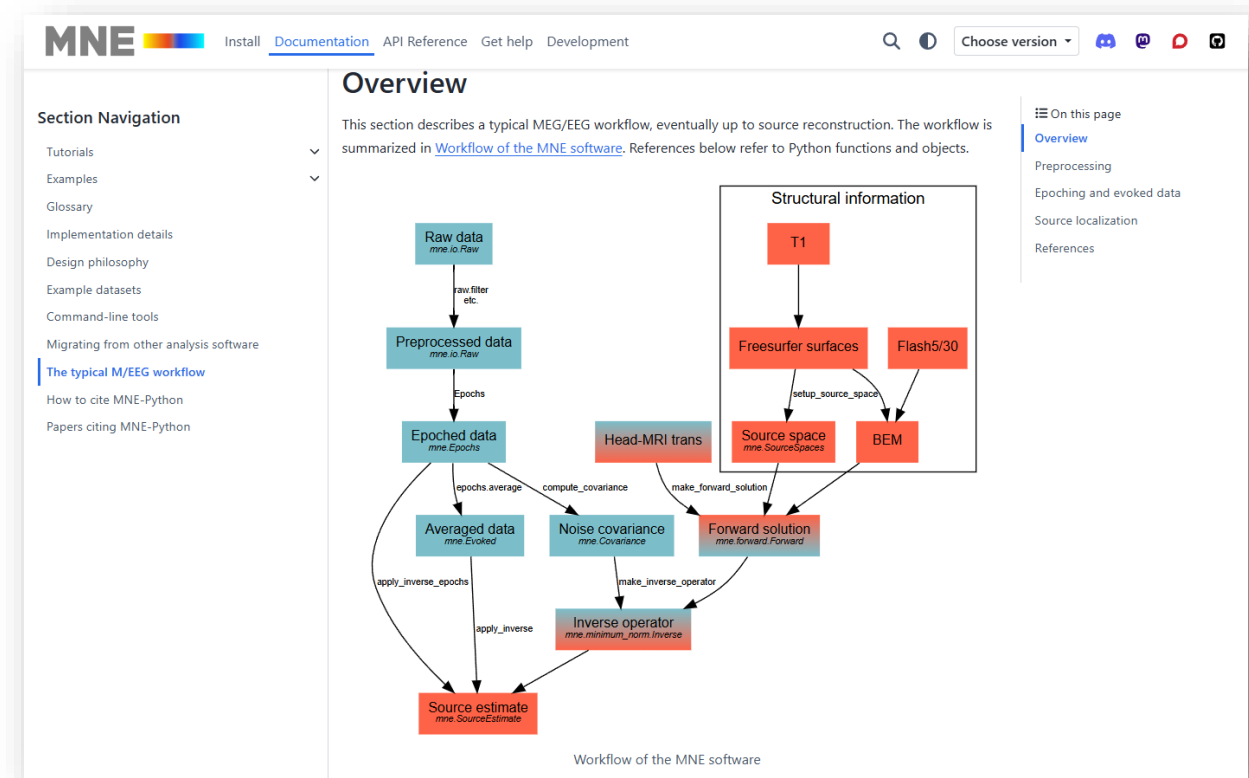 MNE
Install Documentation API Reference Get help Development
Choose version
Section Navigation
Tutorials
Examples
Glossary
Implementation details
Design philosophy
Example datasets
Command-line tools
Migrating from other analysis software
The typical M/EEG workflow
How to cite MNE-Python
Papers citing MNE-Python
Overview
This section describes a typical MEG/EEG workflow, eventually up to source reconstruction. The workflow is
summarized in Workflow of the MNE software. References below refer to Python functions and objects.
Structural information
Raw data
mne.io.Raw
T1
raw.filter
etc.
Preprocessed data
mne.io.Raw
Freesurfer surfaces
Flash5/30
Epochs
setup_source_space
Epoched data
mne.Epochs
Head-MRI trans
Source space
mne.SourceSpaces
BEM
epochs.average
compute_covariance
make_forward_solution
Averaged data
mne.Evoked
Noise covariance
mne.Covariance
Forward solution
mne.forward.Forward
apply_inverse_epochs
make_inverse_operator
Inverse operator
mne.minimum_norm.Inverse
apply_inverse
Source estimate
mne.SourceEstimate
Workflow of the MNE software
On this page
Overview
Preprocessing
Epoching and evoked data
Source localization
References